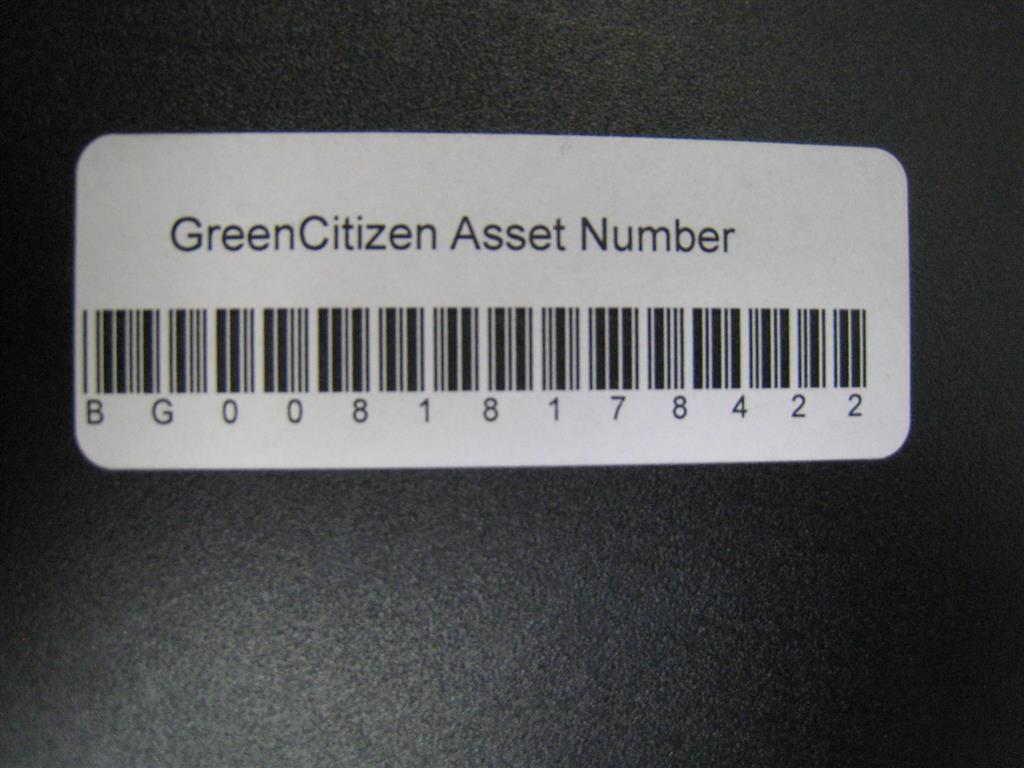 GreenCitizen Asset Number
B G 0 0 8 1 8 1 7 8 4 2 2